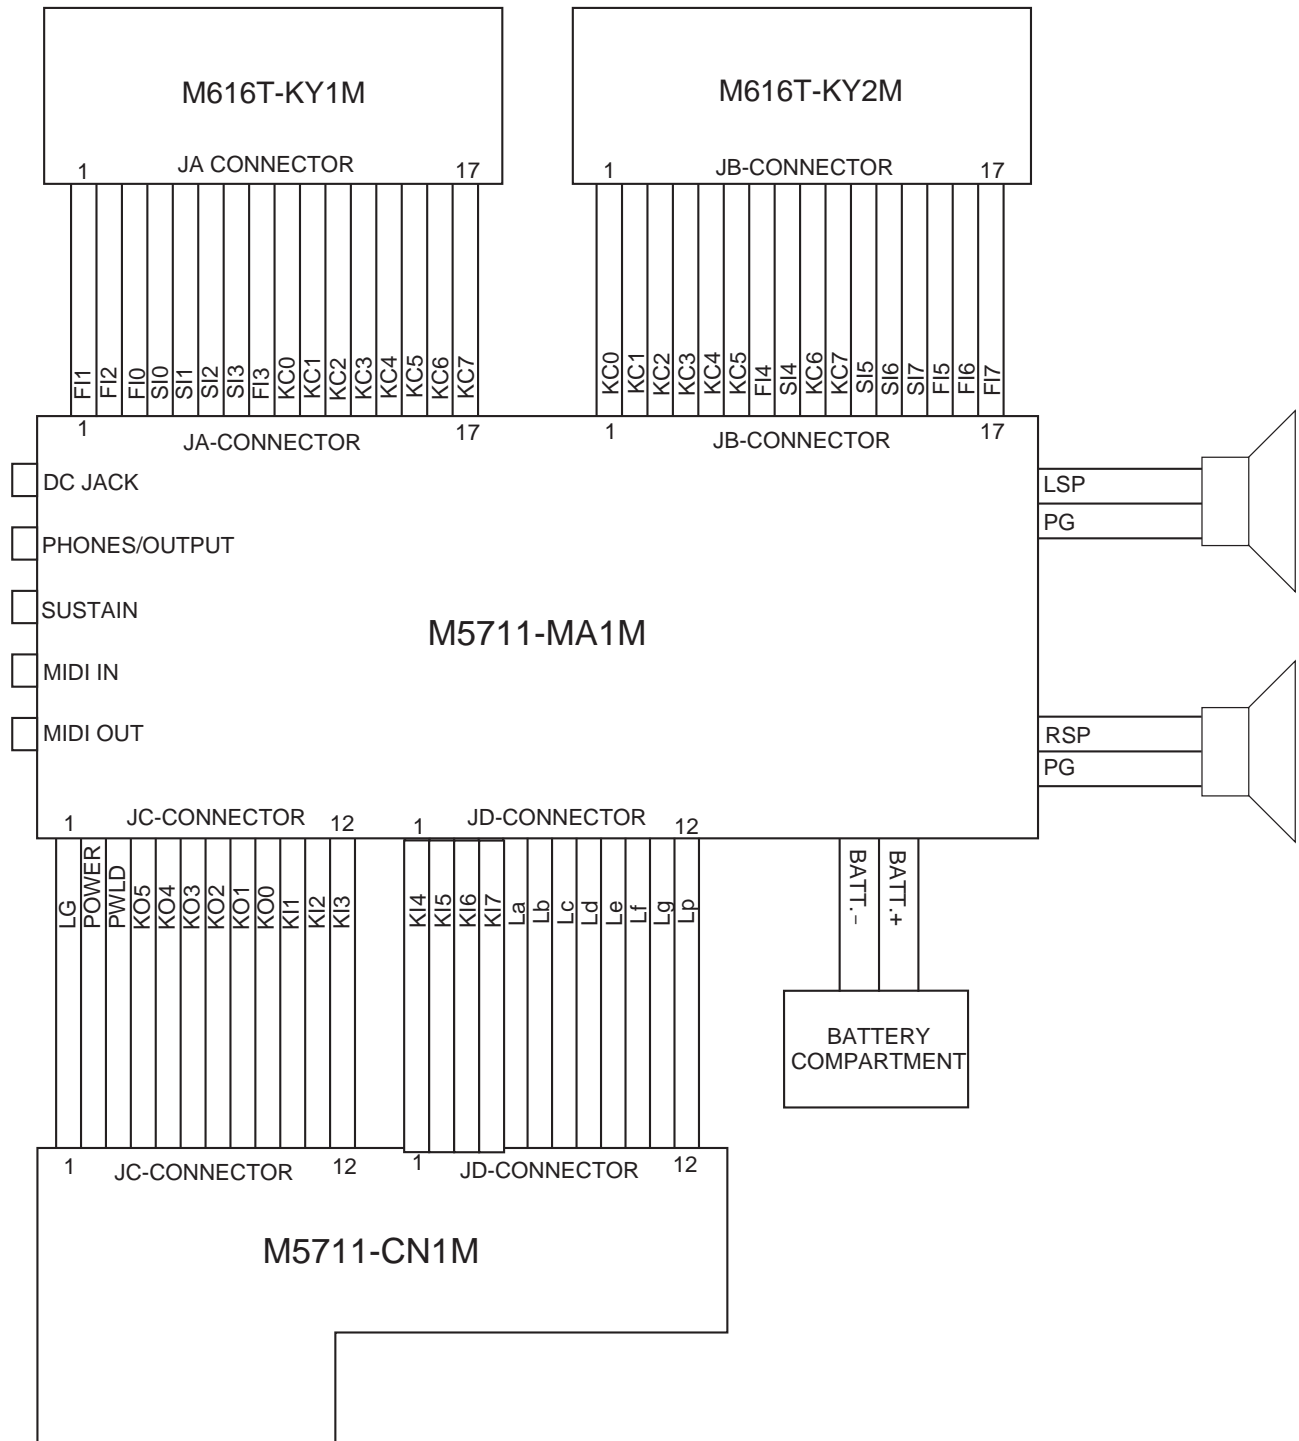 M616T-KY1M
JA CONNECTOR
1
17
M616T-KY2M
JB-CONNECTOR
1
17
FI1
FI2
FI0
SI0
SI1
SI2
SI3
FI3
KC0
KC1
KC2
KC3
KC4
KC5
KC6
KC7
KC0
KC1
KC2
KC3
KC4
KC5
FI4
SI4
KC6
KC7
SI5
SI6
SI7
FI5
FI6
FI7
1
JA-CONNECTOR
17
1
JB-CONNECTOR
17
DC JACK
PHONES/OUTPUT
SUSTAIN
MIDI IN
MIDI OUT
M5711-MA1M
LSP
PG
RSP
PG
1
JC-CONNECTOR
12
1
JD-CONNECTOR
12
LG
POWER
PWLD
KO5
KO4
KO3
KO2
KO1
KO0
KI1
KI2
KI3
KI4
KI5
KI6
KI7
La
Lb
Lc
Ld
Le
Lf
Lg
Lp
BATT.-
BATT.+
BATTERY
COMPARTMENT
1
JC-CONNECTOR
12
1
JD-CONNECTOR
12
M5711-CN1M